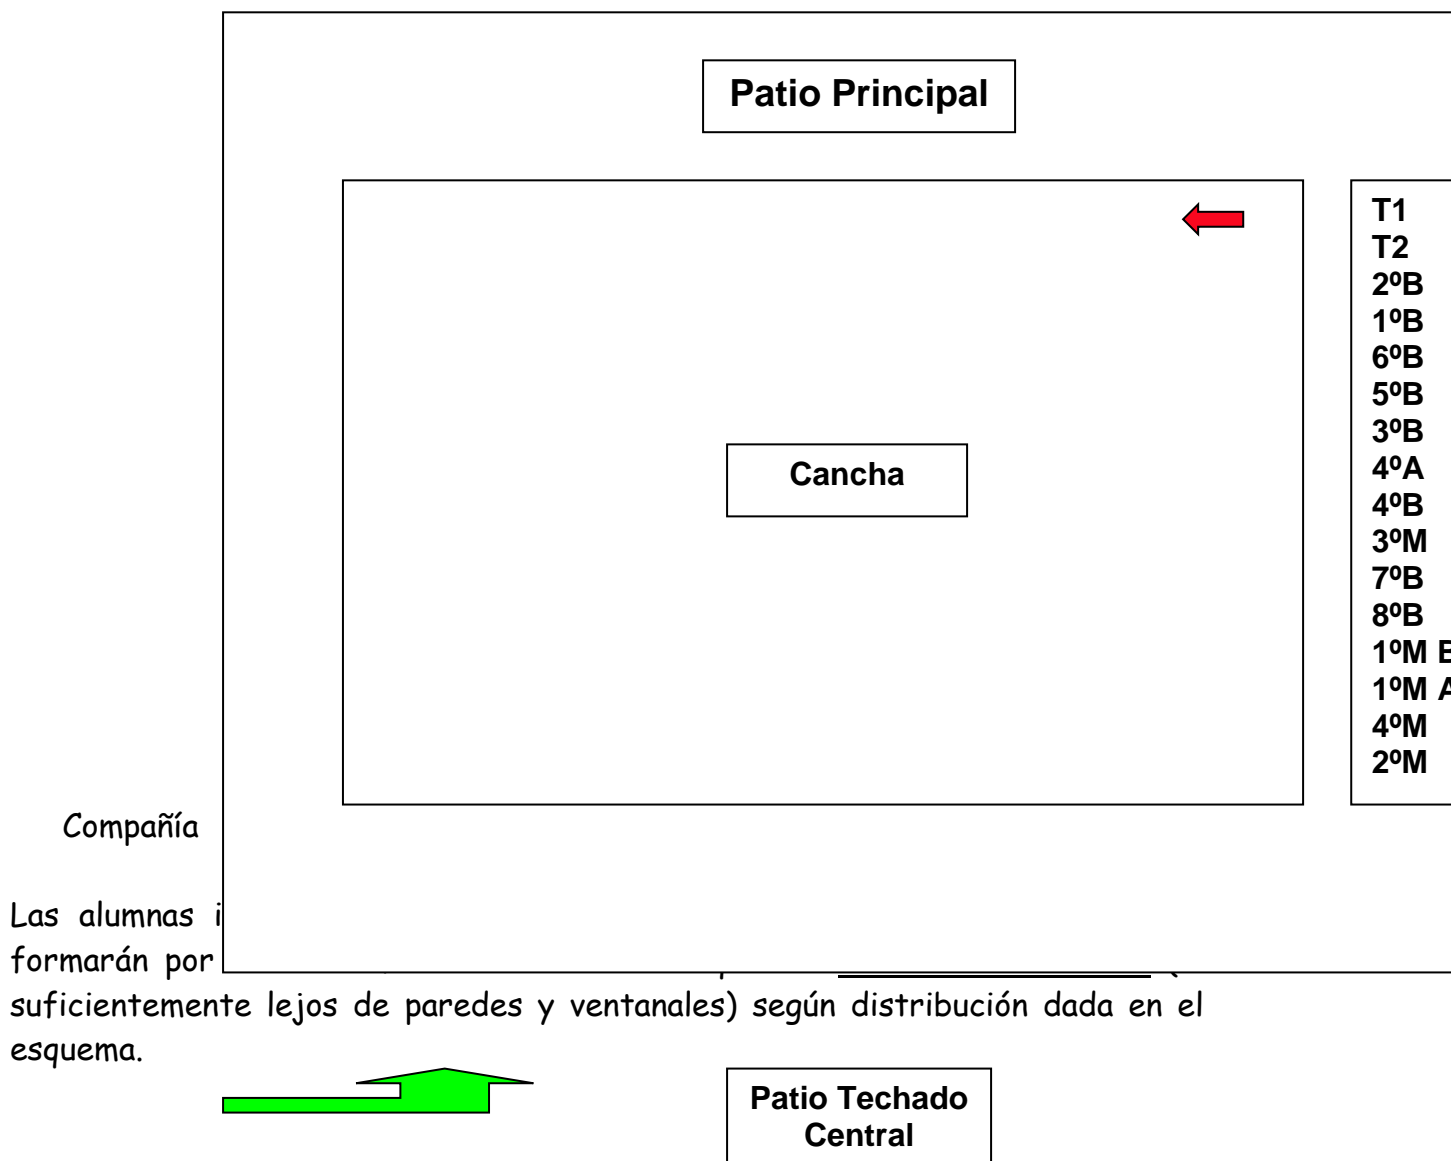 Patio Principal
T1
T2
2ºB
1ºB
6ºB
5ºB
3ºB
4ºA
4ºB
3ºM
7ºB
8ºB
1ºM
1ºM
4ºM
2ºM
Cancha
Compañía
Las alumnas
formarán por
suficientemente lejos de paredes y ventanales) según distribución dada en el
esquema.
Patio Techado
Central